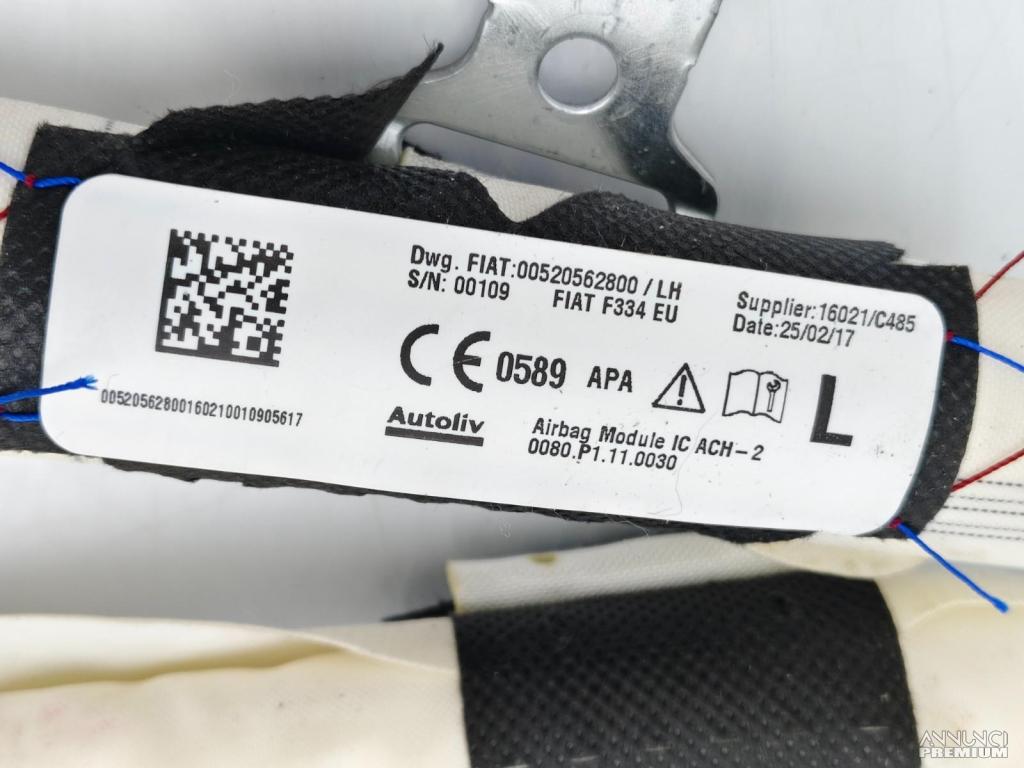 Dwg. FIAT:00520562800 / LH
S/N: 00109 FIAT F334 EU
Supplier:16021/C485
Date:25/02/17
CE 0589 APA
L
00520562800160210010905617
Autoliv
Airbag Module IC ACH-2
0080.P1.11.0030
ANNUNCI
PREMIUM